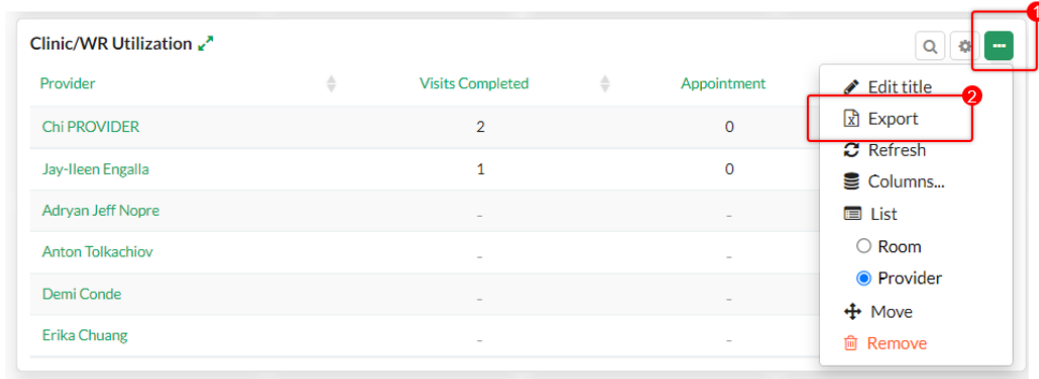 1
Clinic/WR Utilization
Provider Visits Completed Appointment
Edit title
2
Chi PROVIDER 2 0
Export
Refresh
Jay-Ileen Engalla 1 0
Columns...
Adryan Jeff Nopre - -
List
Room
Anton Tolkachiov - -
Provider
Demi Conde - -
Move
Erika Chuang - -
Remove